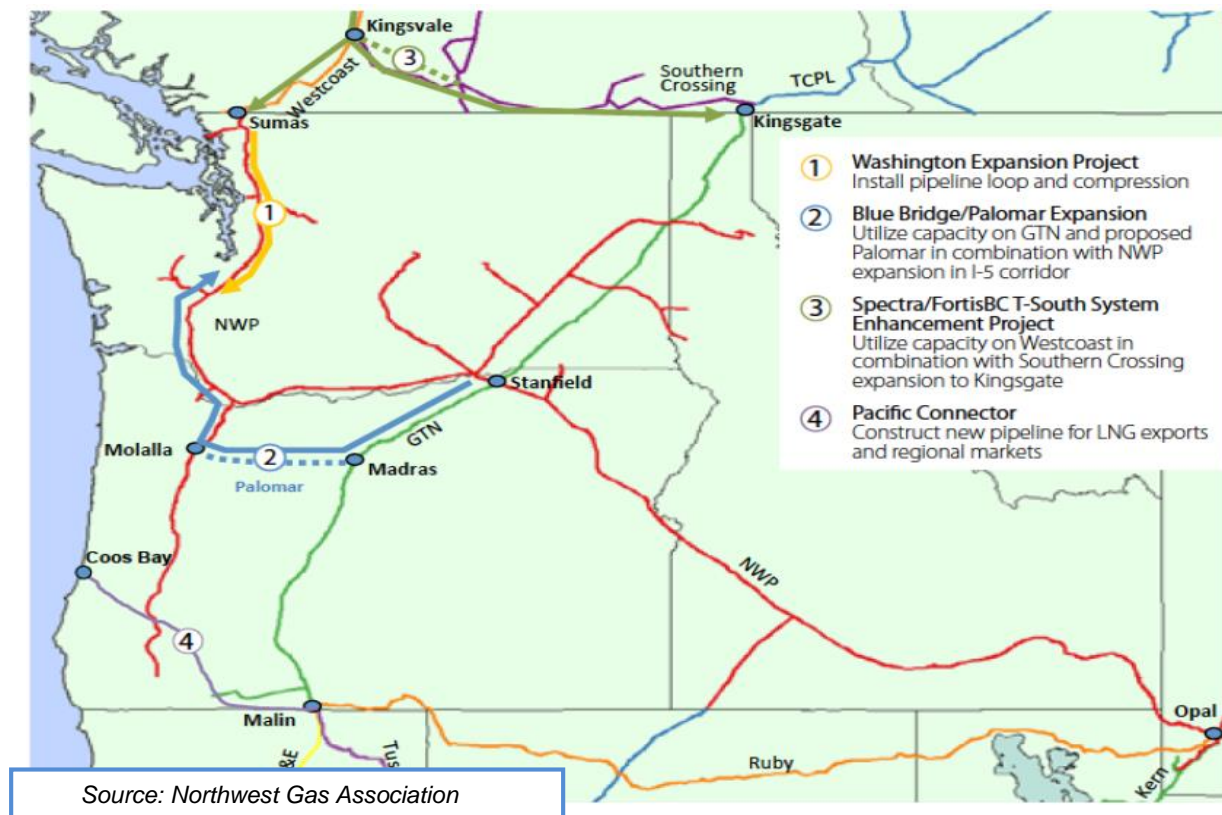 Kingsvale
3
Westcoast
Southern
Crossing
TCPL
Sumas
Kingsgate
1
NWP
Stanfield
GTN
Molalla
2
Madras
Palomar
Coos Bay
NWP
4
Malin
Opal
&E
Tus
Ruby
Kern
1 Washington Expansion Project
Install pipeline loop and compression
2 Blue Bridge/Palomar Expansion
Utilize capacity on GTN and proposed
Palomar in combination with NWP
expansion in I-5 corridor
3 Spectra/FortisBC T-South System
Enhancement Project
Utilize capacity on Westcoast in
combination with Southern Crossing
expansion to Kingsgate
4 Pacific Connector
Construct new pipeline for LNG exports
and regional markets
Source: Northwest Gas Association